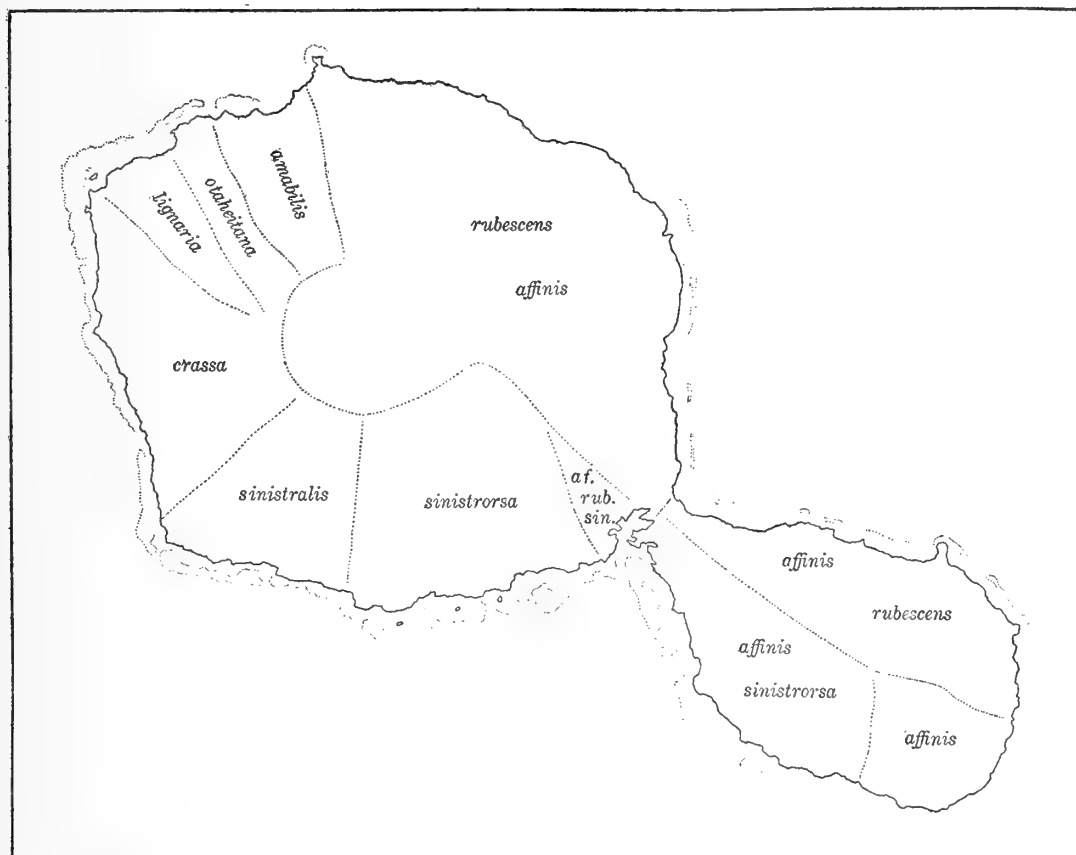 amabilis
otaheitana
lignaria
rubescens
affinis
crassa
sinistralis
sinistrorsa
af.
rub.
sin.
affinis
rubescens
affinis
sinistrorsa
affinis